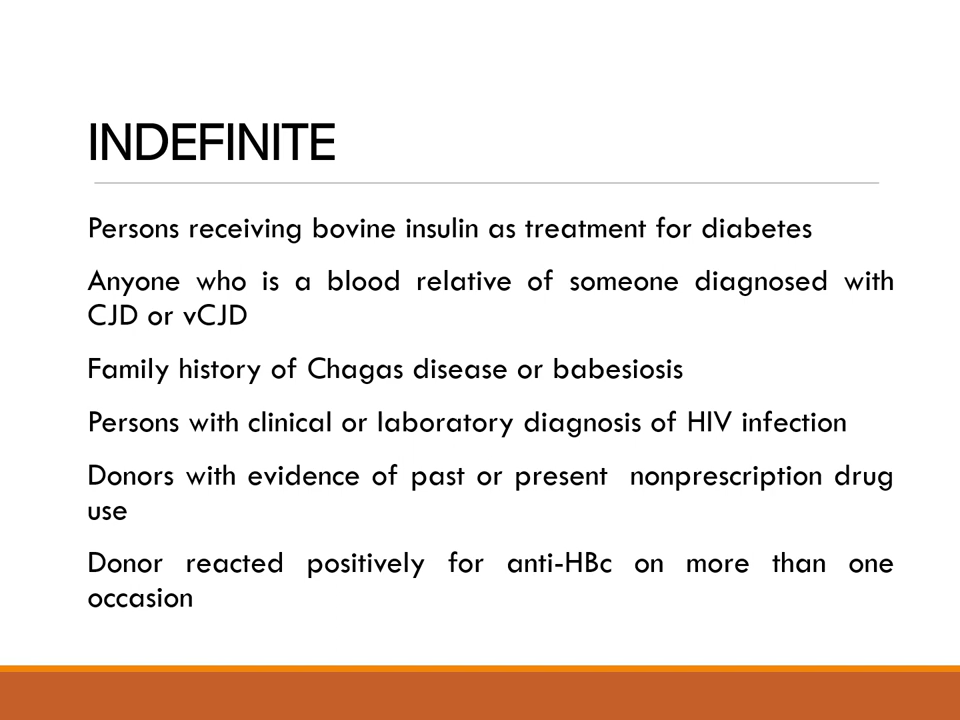 INDEFINITE
Persons receiving bovine insulin as treatment for diabetes
Anyone who is a blood relative of someone diagnosed with
CJD or vCJD
Family history of Chagas disease or babesiosis
Persons with clinical or laboratory diagnosis of HIV infection
Donors with evidence of past or present nonprescription drug
use
Donor reacted positively for anti-HBc on more than one
occasion